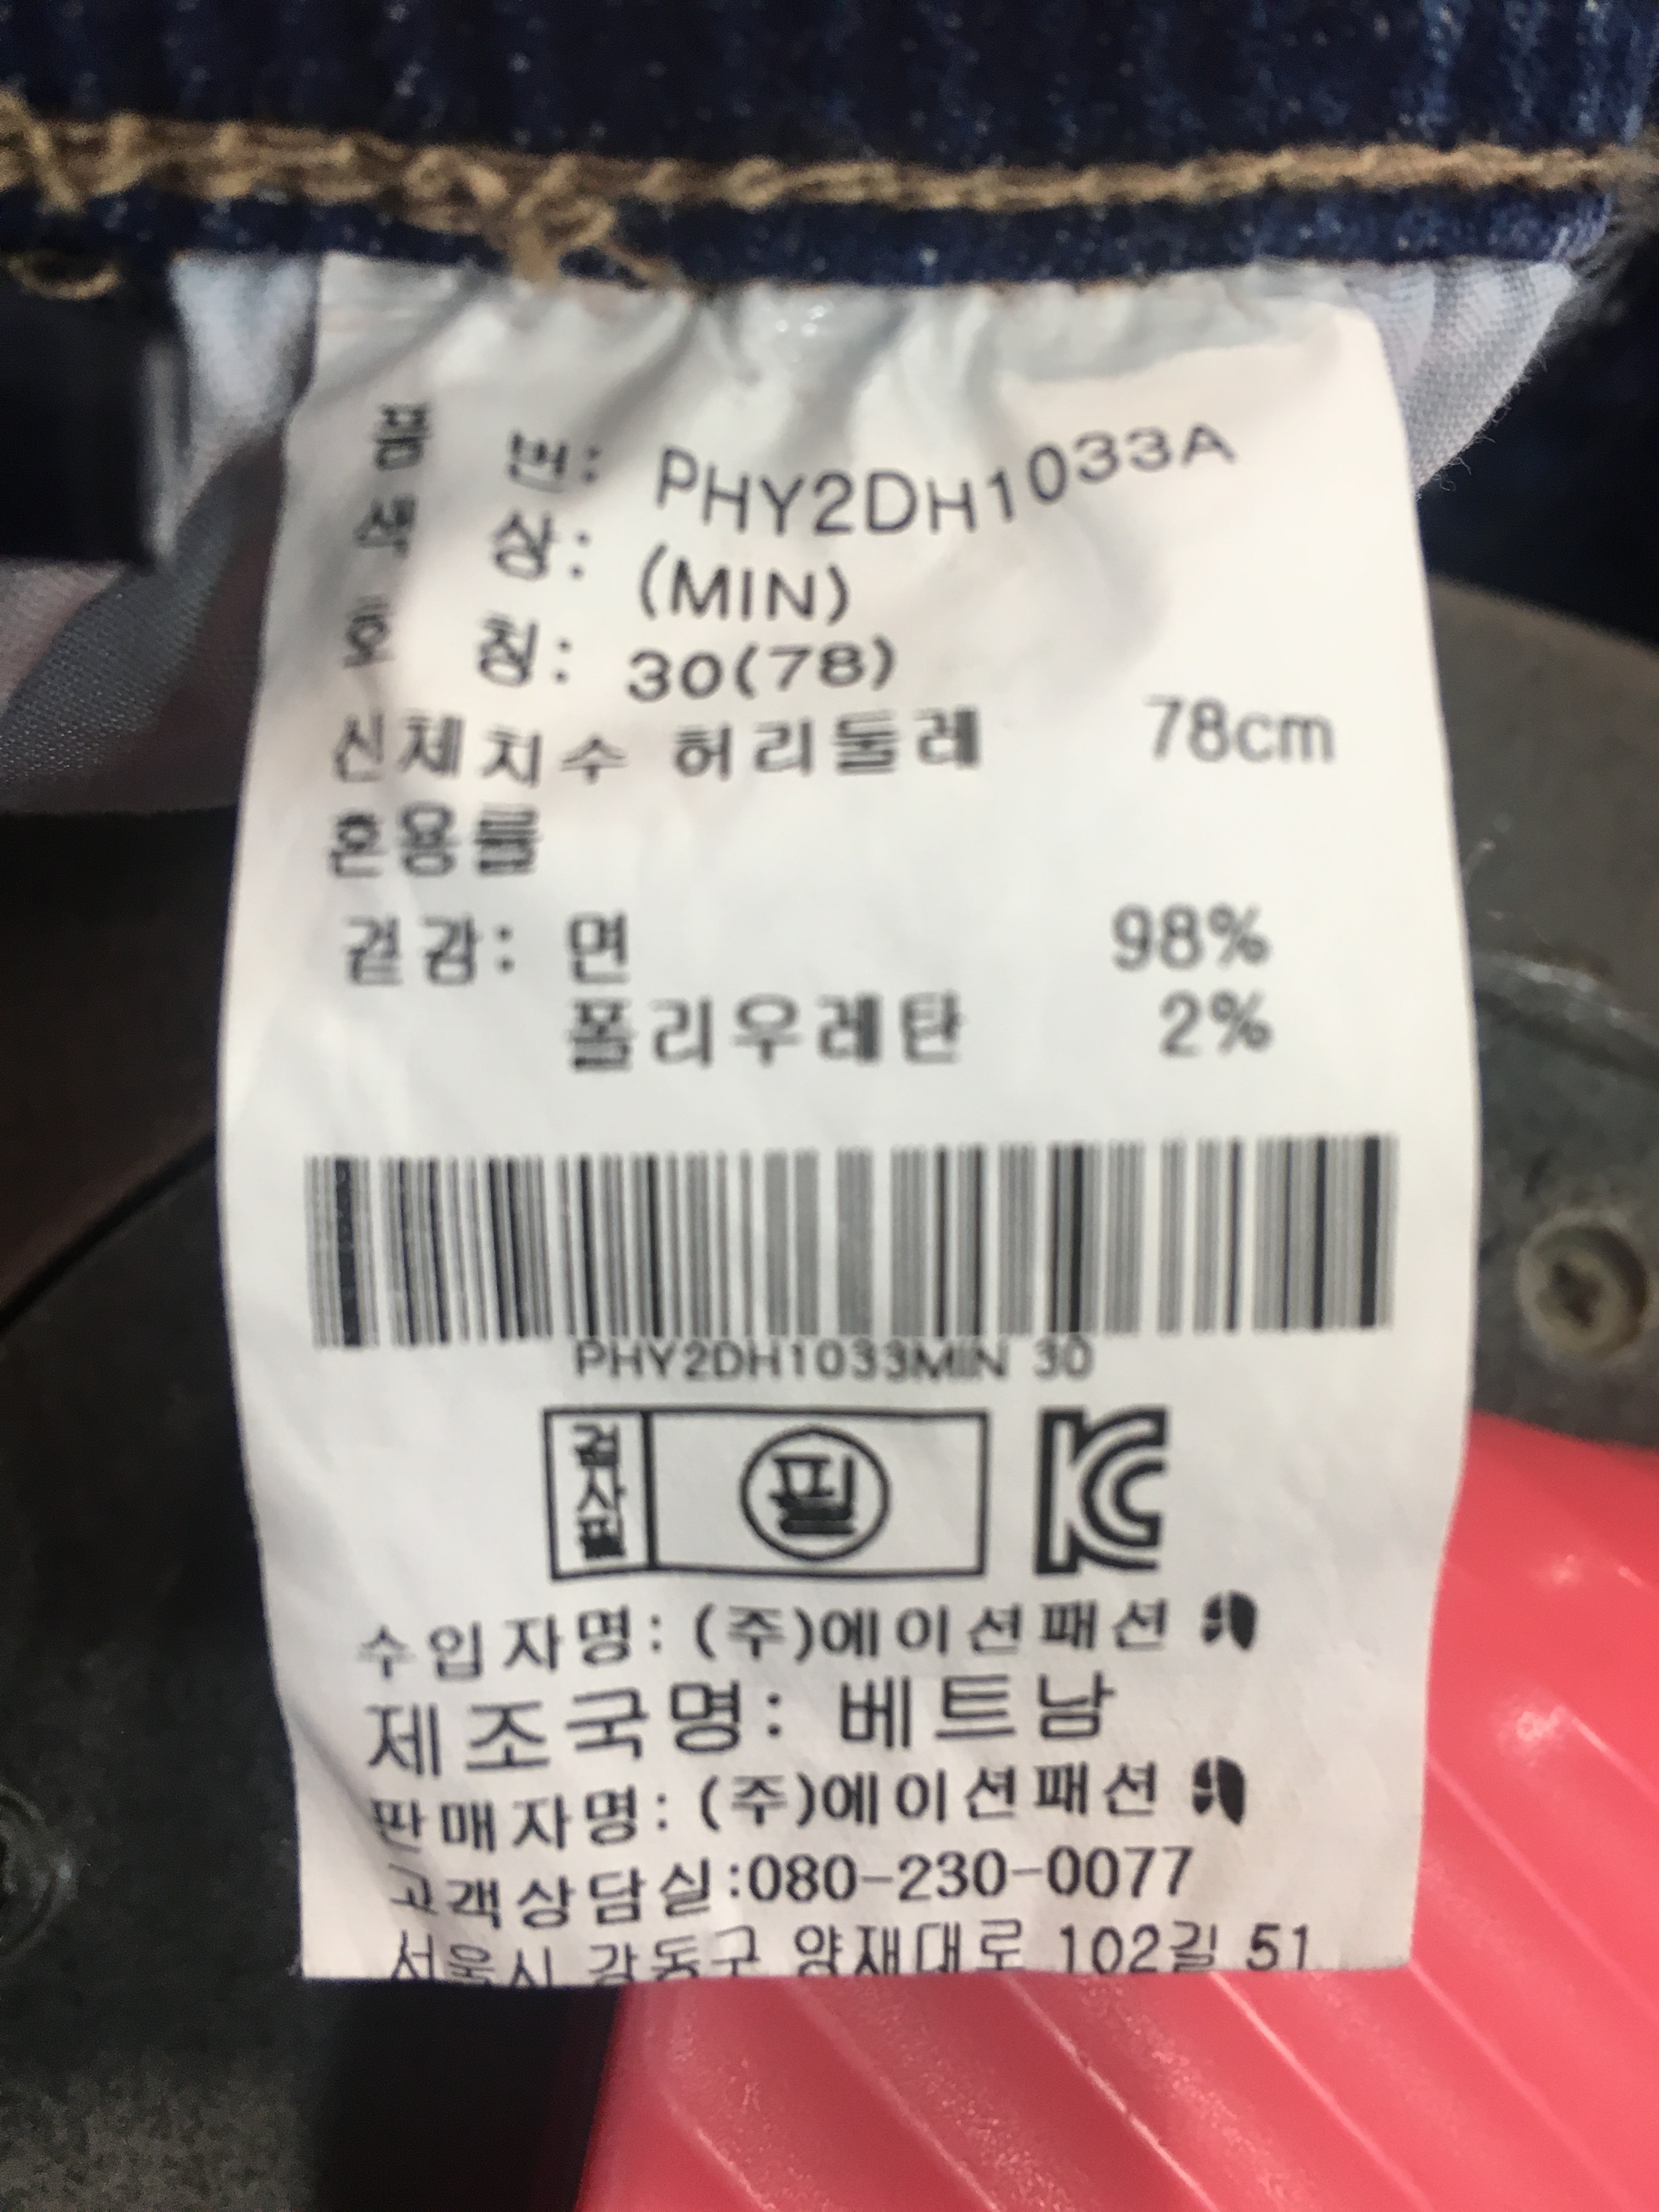 품 번: PHY2DH1033A
색 상: (MIN)
호 칭: 30(78)
신체치수 허리둘레 78cm
혼용률
겉감: 면 98%
폴리우레탄 2%
PHY2DH1033MIN 30
검사필 필 KC
수입자명: (주)에이션패션
제조국명: 베트남
판매자명: (주)에이션패션
고객상담실:080-230-0077
서울시 강동구 양재대로 102길 51